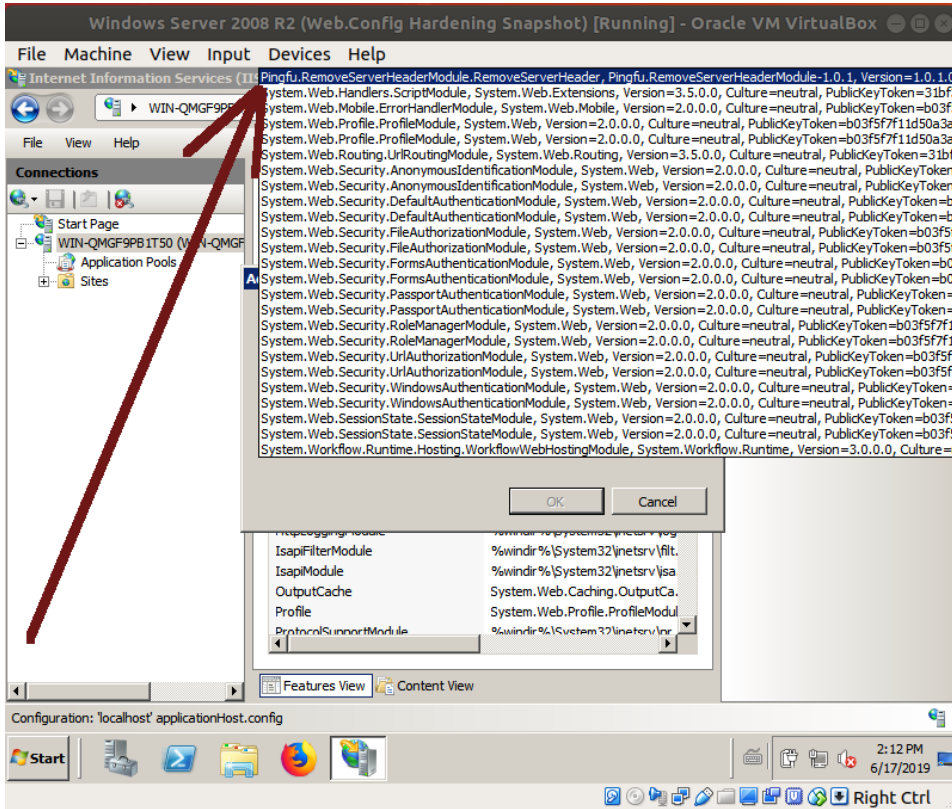 Windows Server 2008 R2 (Web.Config Hardening Snapshot) [Running] - Oracle VM VirtualBox
File Machine View Input Devices Help
Internet Information Services (IIS
WIN-QMGF9PB
File View Help
Connections
Start Page
WIN-QMGF9PB1T50 (WIN-QMGF
Application Pools
Sites
Pingfu.RemoveServerHeaderModule.RemoveServerHeader, Pingfu.RemoveServerHeaderModule-1.0.1, Version=1.0.1.0
System.Web.Handlers.ScriptModule, System.Web.Extensions, Version=3.5.0.0, Culture=neutral, PublicKeyToken=31bf
System.Web.Mobile.ErrorHandlerModule, System.Web.Mobile, Version=2.0.0.0, Culture=neutral, PublicKeyToken=b03f
System.Web.Profile.ProfileModule, System.Web, Version=2.0.0.0, Culture=neutral, PublicKeyToken=b03f5f7f11d50a3a
System.Web.Profile.ProfileModule, System.Web, Version=2.0.0.0, Culture=neutral, PublicKeyToken=b03f5f7f11d50a3a
System.Web.Routing.UrlRoutingModule, System.Web.Routing, Version=3.5.0.0, Culture=neutral, PublicKeyToken=31bf
System.Web.Security.AnonymousIdentificationModule, System.Web, Version=2.0.0.0, Culture=neutral, PublicKeyToken
System.Web.Security.AnonymousIdentificationModule, System.Web, Version=2.0.0.0, Culture=neutral, PublicKeyToken
System.Web.Security.DefaultAuthenticationModule, System.Web, Version=2.0.0.0, Culture=neutral, PublicKeyToken=b
System.Web.Security.DefaultAuthenticationModule, System.Web, Version=2.0.0.0, Culture=neutral, PublicKeyToken=b
System.Web.Security.FileAuthorizationModule, System.Web, Version=2.0.0.0, Culture=neutral, PublicKeyToken=b03f5
System.Web.Security.FileAuthorizationModule, System.Web, Version=2.0.0.0, Culture=neutral, PublicKeyToken=b03f5
System.Web.Security.FormsAuthenticationModule, System.Web, Version=2.0.0.0, Culture=neutral, PublicKeyToken=b0
System.Web.Security.FormsAuthenticationModule, System.Web, Version=2.0.0.0, Culture=neutral, PublicKeyToken=b0
System.Web.Security.PassportAuthenticationModule, System.Web, Version=2.0.0.0, Culture=neutral, PublicKeyToken=
System.Web.Security.PassportAuthenticationModule, System.Web, Version=2.0.0.0, Culture=neutral, PublicKeyToken=
System.Web.Security.RoleManagerModule, System.Web, Version=2.0.0.0, Culture=neutral, PublicKeyToken=b03f5f7f1
System.Web.Security.RoleManagerModule, System.Web, Version=2.0.0.0, Culture=neutral, PublicKeyToken=b03f5f7f1
System.Web.Security.UrlAuthorizationModule, System.Web, Version=2.0.0.0, Culture=neutral, PublicKeyToken=b03f5f
System.Web.Security.UrlAuthorizationModule, System.Web, Version=2.0.0.0, Culture=neutral, PublicKeyToken=b03f5f
System.Web.Security.WindowsAuthenticationModule, System.Web, Version=2.0.0.0, Culture=neutral, PublicKeyToken=
System.Web.Security.WindowsAuthenticationModule, System.Web, Version=2.0.0.0, Culture=neutral, PublicKeyToken=
System.Web.SessionState.SessionStateModule, System.Web, Version=2.0.0.0, Culture=neutral, PublicKeyToken=b03f5
System.Web.SessionState.SessionStateModule, System.Web, Version=2.0.0.0, Culture=neutral, PublicKeyToken=b03f5
System.Workflow.Runtime.Hosting.WorkflowWebHostingModule, System.Workflow.Runtime, Version=3.0.0.0, Culture=
OK Cancel
HttpLoggingModule %windir%\System32\inetsrv\log
IsapiFilterModule %windir%\System32\inetsrv\filt.
IsapiModule %windir%\System32\inetsrv\isa
OutputCache System.Web.Caching.OutputCa.
Profile System.Web.Profile.ProfileModul
ProtocolSupportModule %windir%\System32\inetsrv\pr
Features View Content View
Configuration: 'localhost' applicationHost.config
Start
2:12 PM
6/17/2019
Right Ctrl